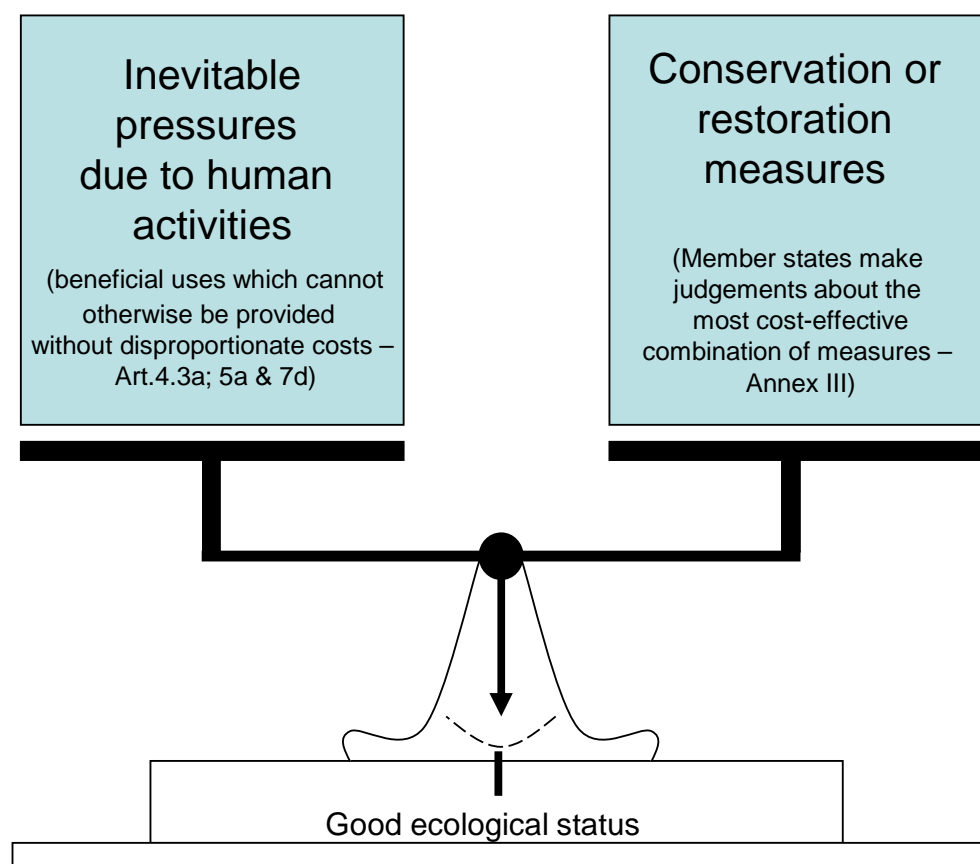 Inevitable
pressures
due to human
activities
(beneficial uses which cannot
otherwise be provided
without disproportionate costs –
Art.4.3a; 5a & 7d)
Conservation or
restoration
measures
(Member states make
judgements about the
most cost-effective
combination of measures –
Annex III)
Good ecological status